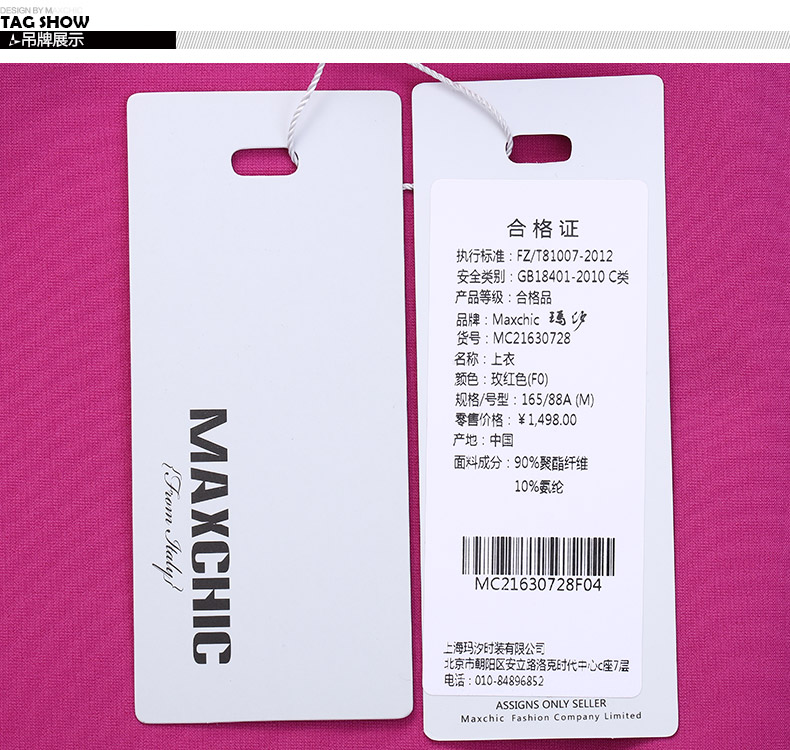 DESIGN BY MAXCHIC
TAG SHOW
吊牌展示
MAXCHIC
{From Italy}
合格证
执行标准：FZ/T81007-2012
安全类别：GB18401-2010 C类
产品等级：合格品
品牌：Maxchic 玛汐
货号：MC21630728
名称：上衣
颜色：玫红色(F0)
规格/号型：165/88A (M)
零售价格：￥1,498.00
产地：中国
面料成分：90%聚酯纤维
10%氨纶
MC21630728F04
上海玛汐时装有限公司
北京市朝阳区安立路洛克时代中心c座7层
电话：010-84896852
ASSIGNS ONLY SELLER
Maxchic Fashion Company Limited